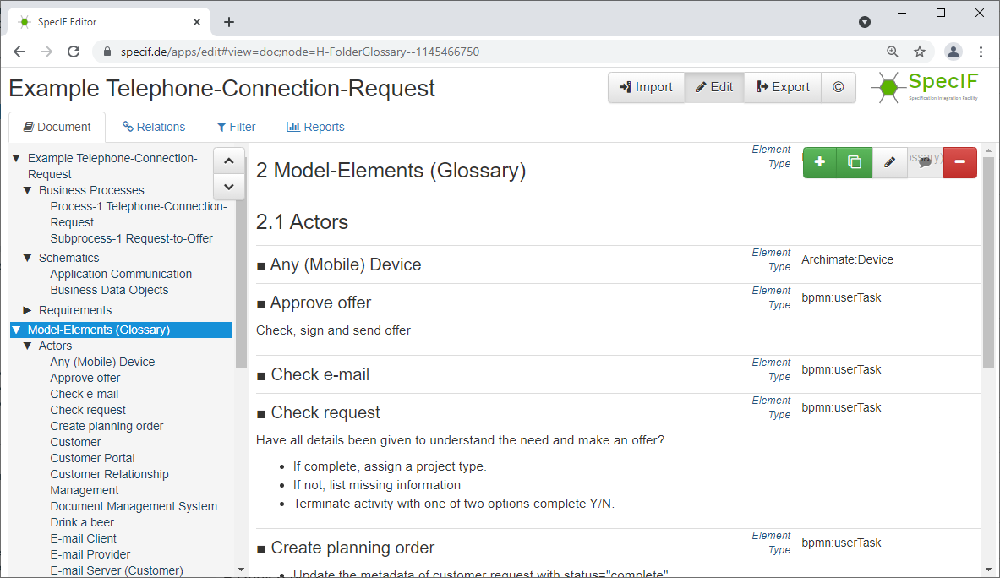 SpecIF Editor
specif.de/apps/edit#view=doc;node=H-FolderGlossary--1145466750
Example Telephone-Connection-Request
Import
Edit
Export
©
SpecIF
Specification Integration Facility
Document
Relations
Filter
Reports
Example Telephone-Connection-
Request
Business Processes
Process-1 Telephone-Connection-
Request
Subprocess-1 Request-to-Offer
Schematics
Application Communication
Business Data Objects
Requirements
Model-Elements (Glossary)
Actors
Any (Mobile) Device
Approve offer
Check e-mail
Check request
Create planning order
Customer
Customer Portal
Customer Relationship
Management
Document Management System
Drink a beer
E-mail Client
E-mail Provider
E-mail Server (Customer)
2 Model-Elements (Glossary)
Element
Type
2.1 Actors
■ Any (Mobile) Device
Element
Type
Archimate:Device
■ Approve offer
Element
Type
bpmn:userTask
Check, sign and send offer
■ Check e-mail
Element
Type
bpmn:userTask
■ Check request
Element
Type
bpmn:userTask
Have all details been given to understand the need and make an offer?
• If complete, assign a project type.
• If not, list missing information
• Terminate activity with one of two options complete Y/N.
■ Create planning order
Element
Type
bpmn:userTask
• Update the metadata of customer request with status="complete"